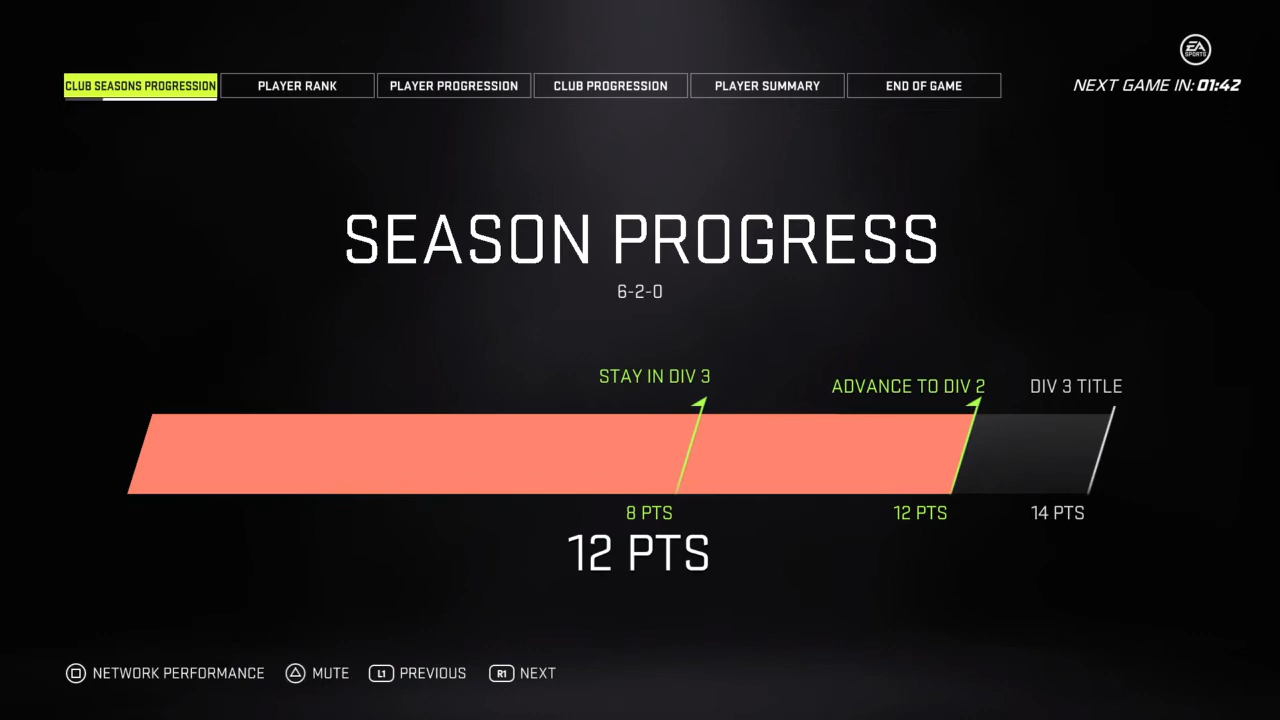 EA
SPORTS
CLUB SEASONS PROGRESSION
PLAYER RANK
PLAYER PROGRESSION
CLUB PROGRESSION
PLAYER SUMMARY
END OF GAME
NEXT GAME IN: 01:42
SEASON PROGRESS
6-2-0
STAY IN DIV 3
ADVANCE TO DIV 2
DIV 3 TITLE
8 PTS
12 PTS
14 PTS
12 PTS
NETWORK PERFORMANCE
MUTE
L1 PREVIOUS
R1 NEXT